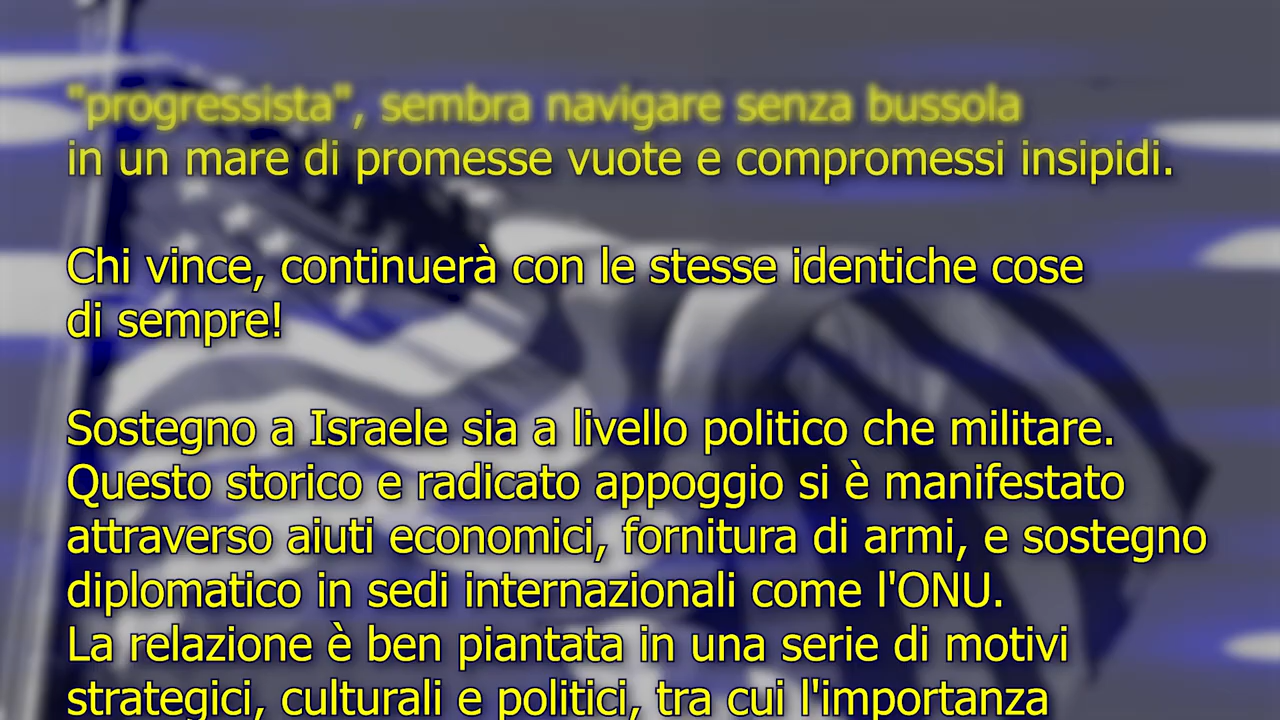 "progressista", sembra navigare senza bussola
in un mare di promesse vuote e compromessi insipidi.
Chi vince, continuerà con le stesse identiche cose
di sempre!
Sostegno a Israele sia a livello politico che militare.
Questo storico e radicato appoggio si è manifestato
attraverso aiuti economici, fornitura di armi, e sostegno
diplomatico in sedi internazionali come l'ONU.
La relazione è ben piantata in una serie di motivi
strategici, culturali e politici, tra cui l'importanza